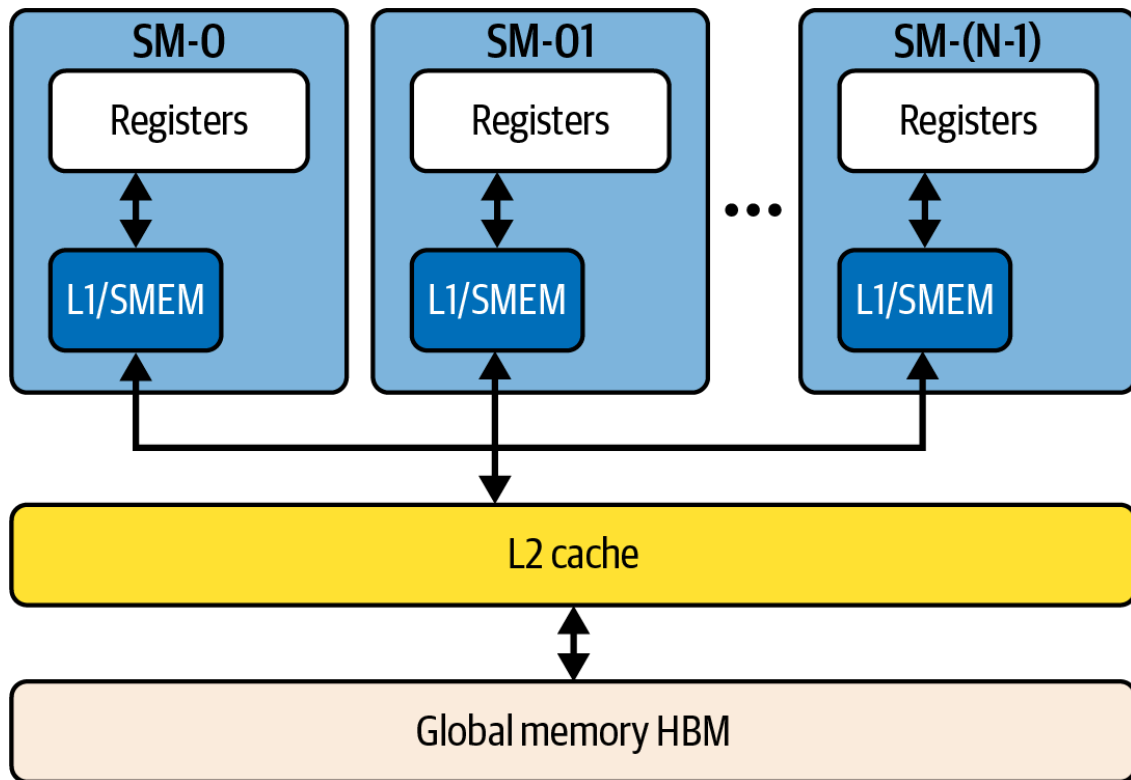 SM-0
SM-01
SM-(N-1)
Registers
Registers
Registers
...
L1/SMEM
L1/SMEM
L1/SMEM
L2 cache
Global memory HBM